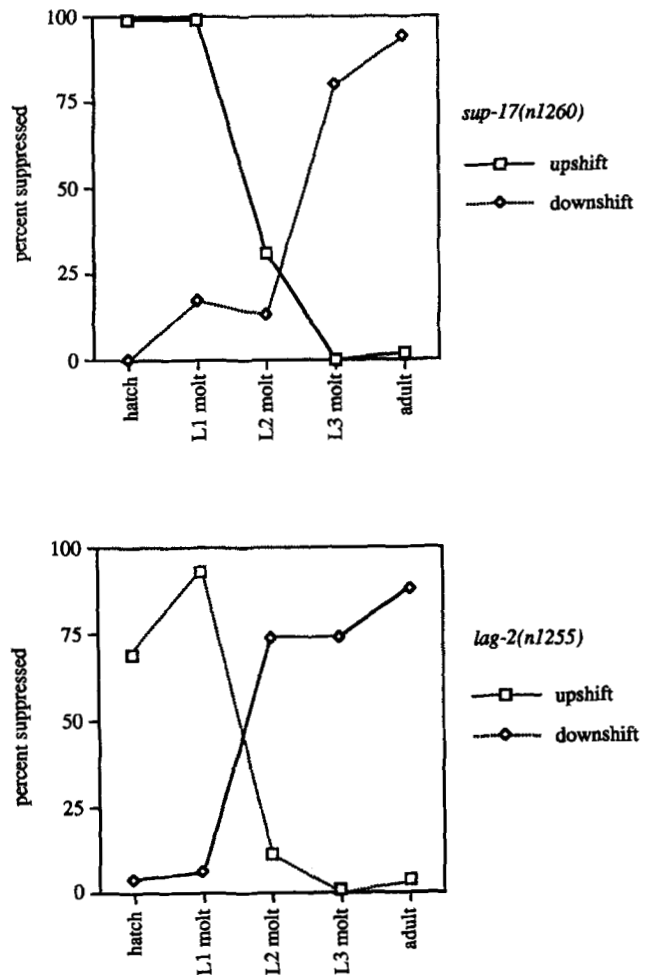 100
75
50
25
0
percent suppressed
hatch
L1 molt
L2 molt
L3 molt
adult
sup-17(n1260)
upshift
downshift
100
75
50
25
0
percent suppressed
hatch
L1 molt
L2 molt
L3 molt
adult
lag-2(n1255)
upshift
downshift